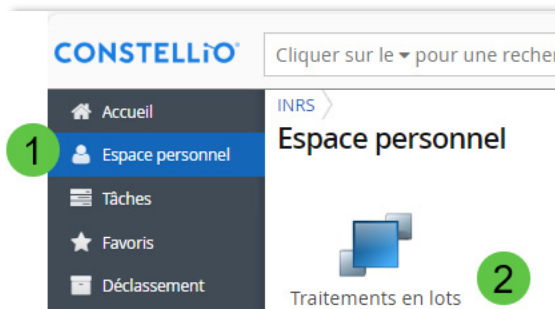 CONSTELLiO
Cliquer sur le ▾ pour une recher
Accueil
INRS
1
Espace personnel
Espace personnel
Tâches
Favoris
Déclassement
2
Traitements en lots